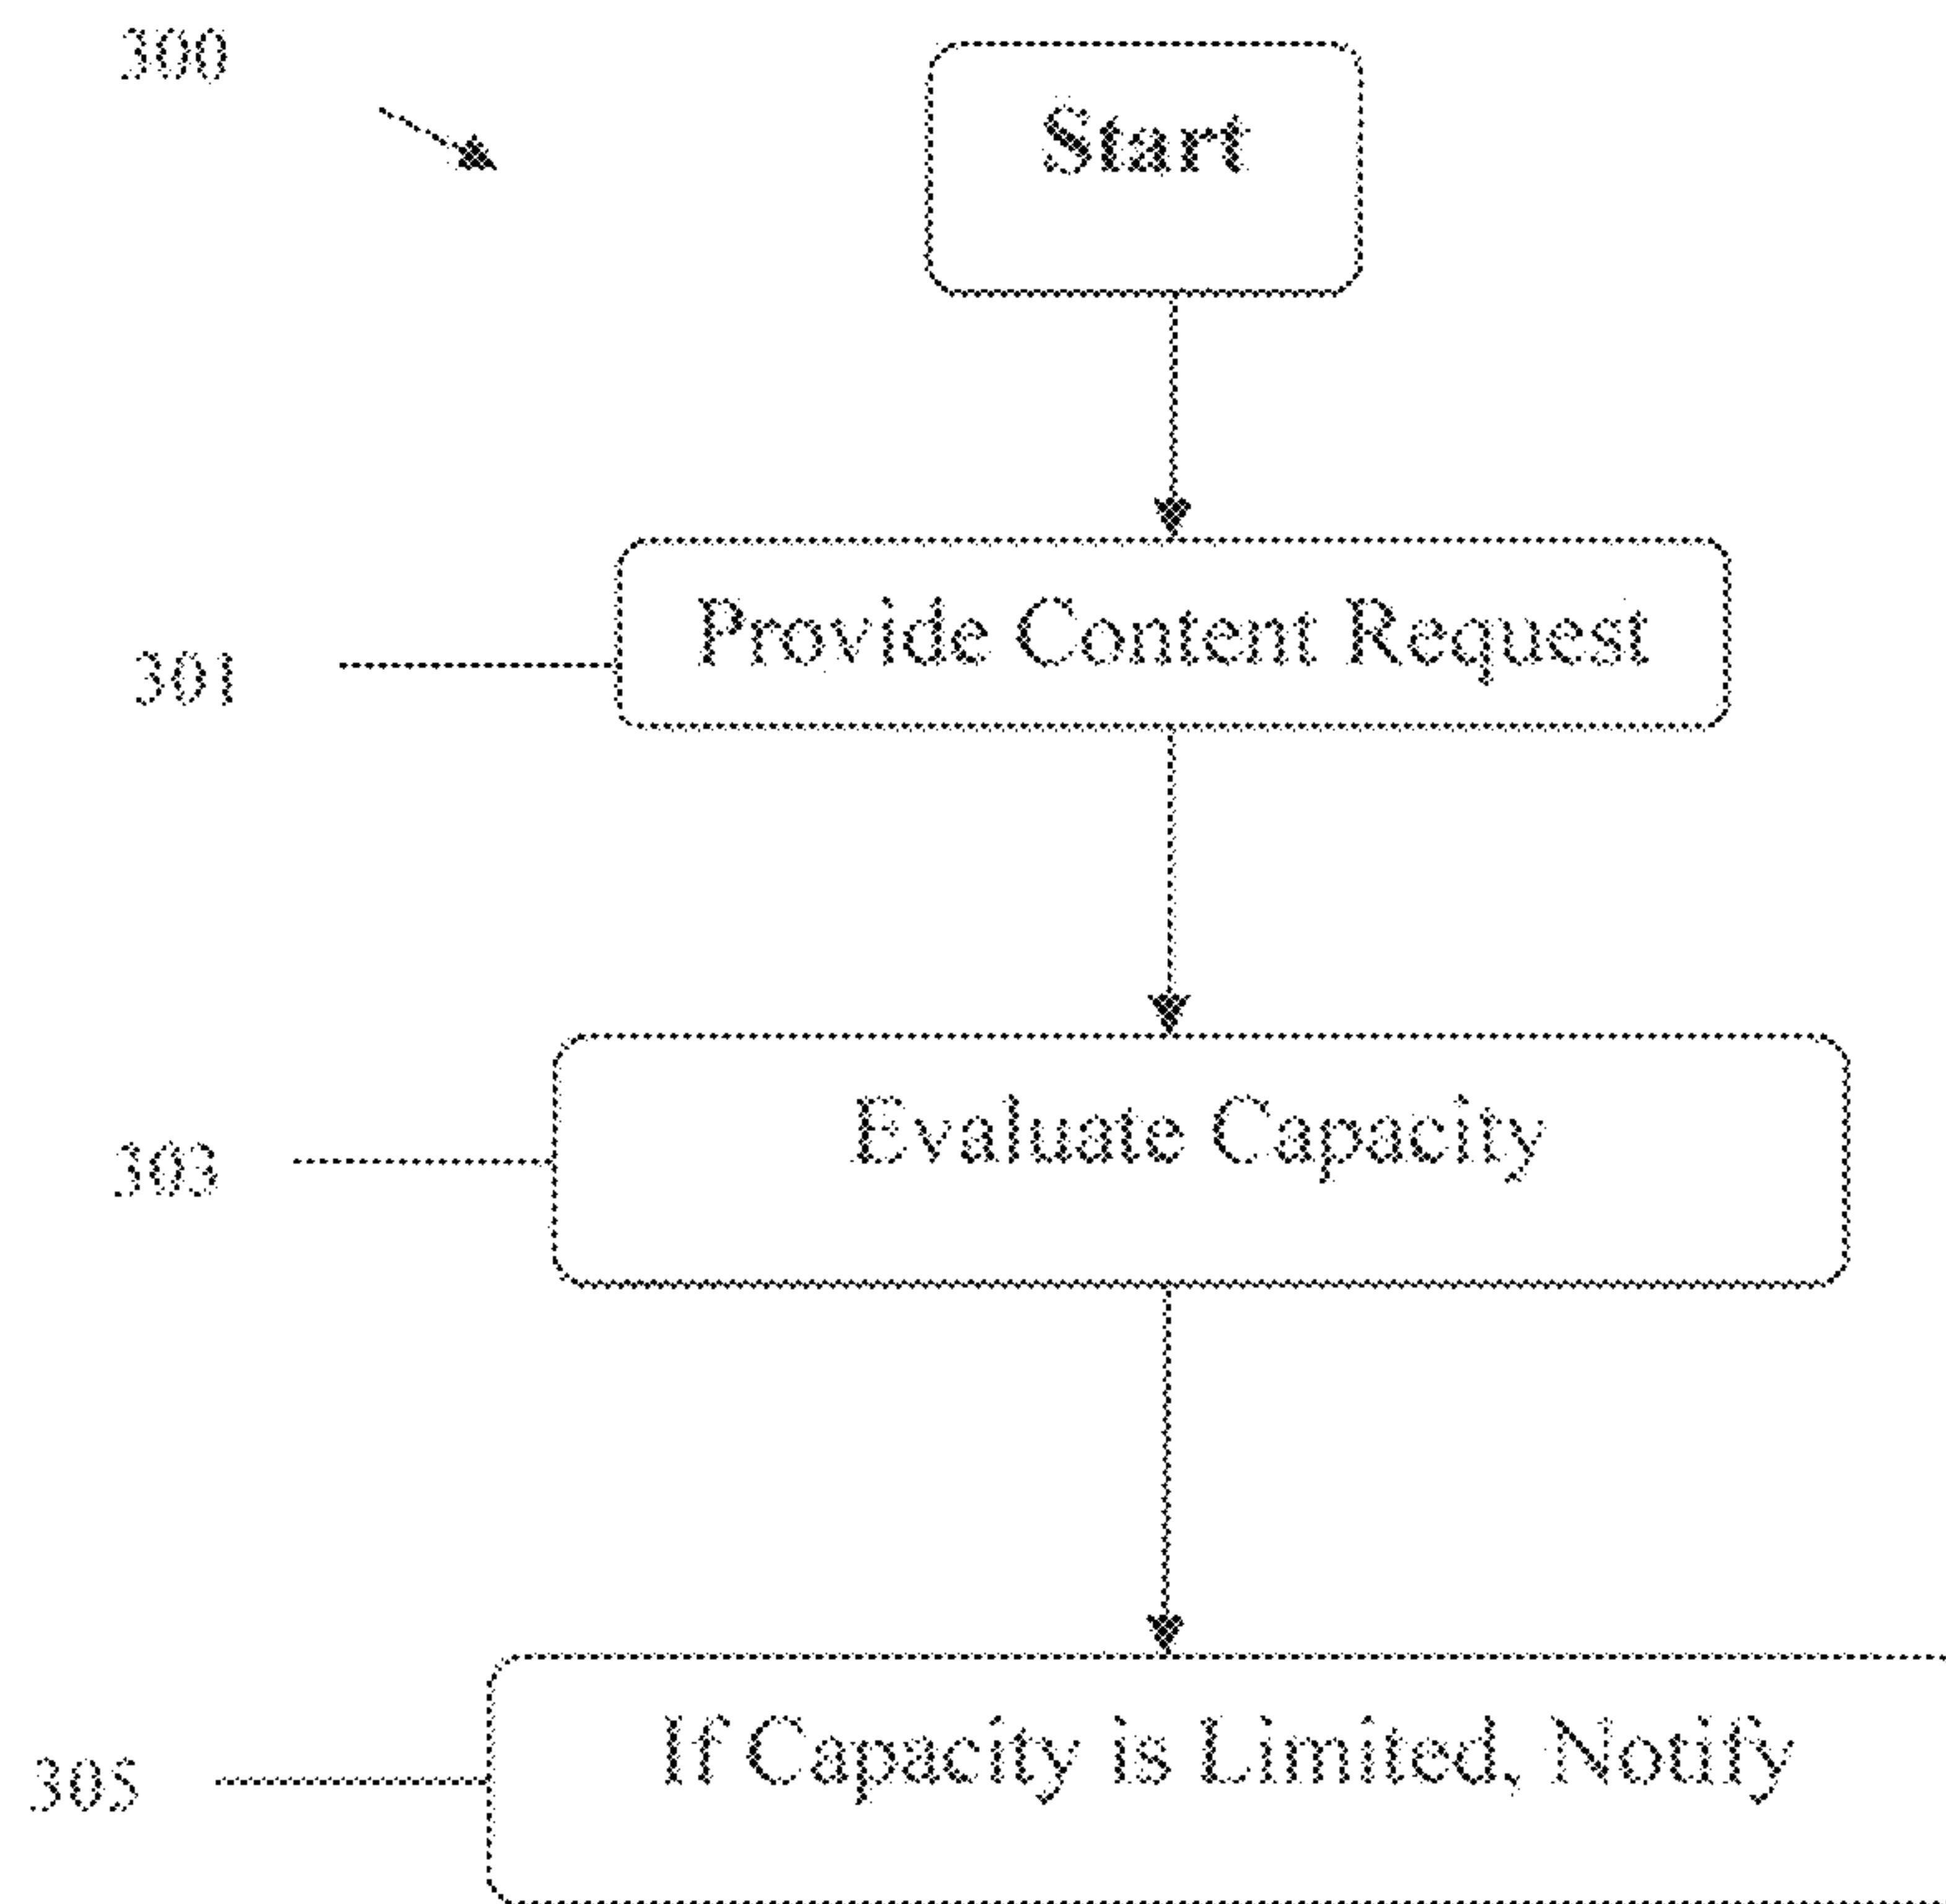 300
Start
Provide Content Request
301
Evaluate Capacity
303
If Capacity is Limited, Notify
305